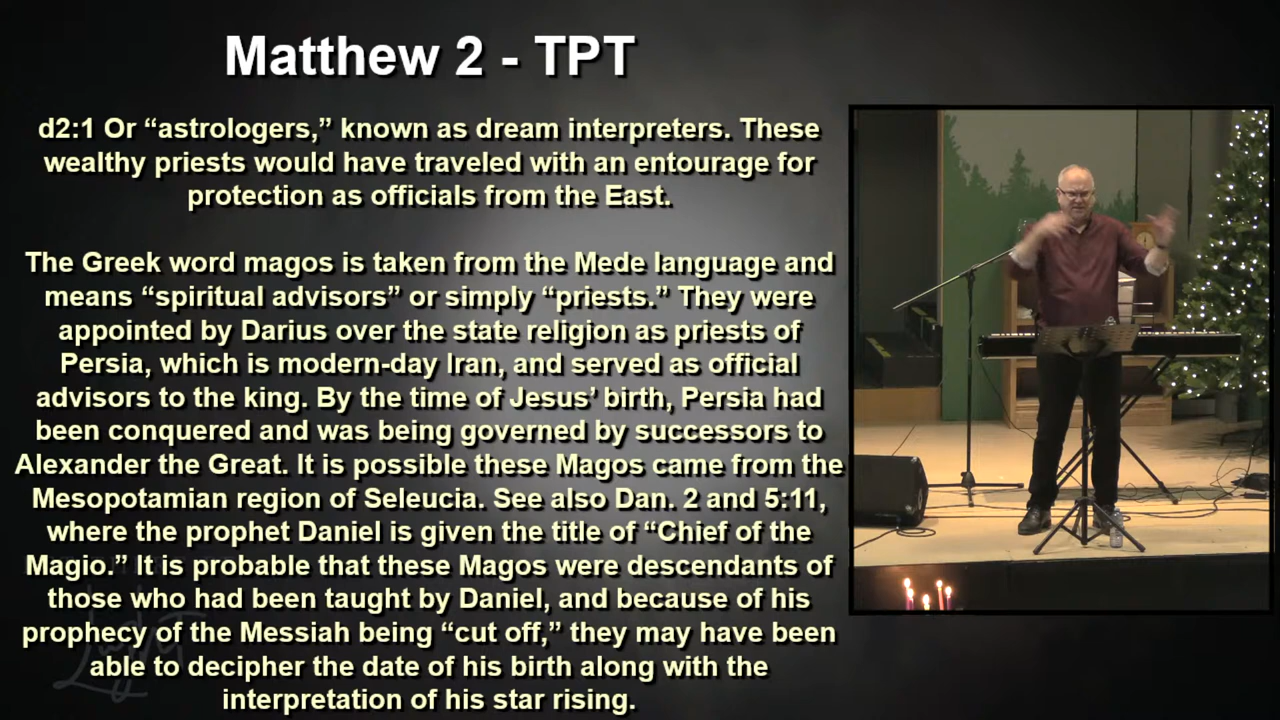 Matthew 2 - TPT
d2:1 Or “astrologers,” known as dream interpreters. These
wealthy priests would have traveled with an entourage for
protection as officials from the East.
The Greek word magos is taken from the Mede language and
means “spiritual advisors” or simply “priests.” They were
appointed by Darius over the state religion as priests of
Persia, which is modern-day Iran, and served as official
advisors to the king. By the time of Jesus’ birth, Persia had
been conquered and was being governed by successors to
Alexander the Great. It is possible these Magos came from the
Mesopotamian region of Seleucia. See also Dan. 2 and 5:11,
where the prophet Daniel is given the title of “Chief of the
Magio.” It is probable that these Magos were descendants of
those who had been taught by Daniel, and because of his
prophecy of the Messiah being “cut off,” they may have been
able to decipher the date of his birth along with the
interpretation of his star rising.